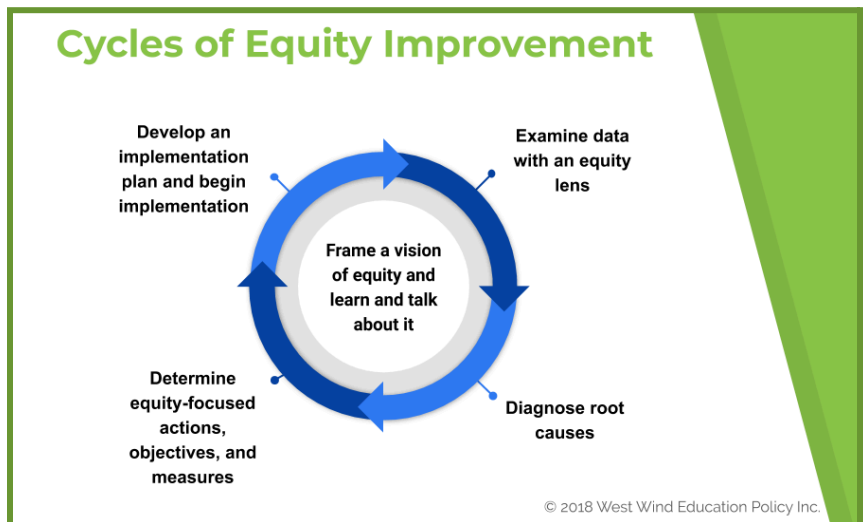 Cycles of Equity Improvement
Develop an
implementation
plan and begin
implementation
Examine data
with an equity
lens
Frame a vision
of equity and
learn and talk
about it
Determine
equity-focused
actions,
objectives, and
measures
Diagnose root
causes
© 2018 West Wind Education Policy Inc.